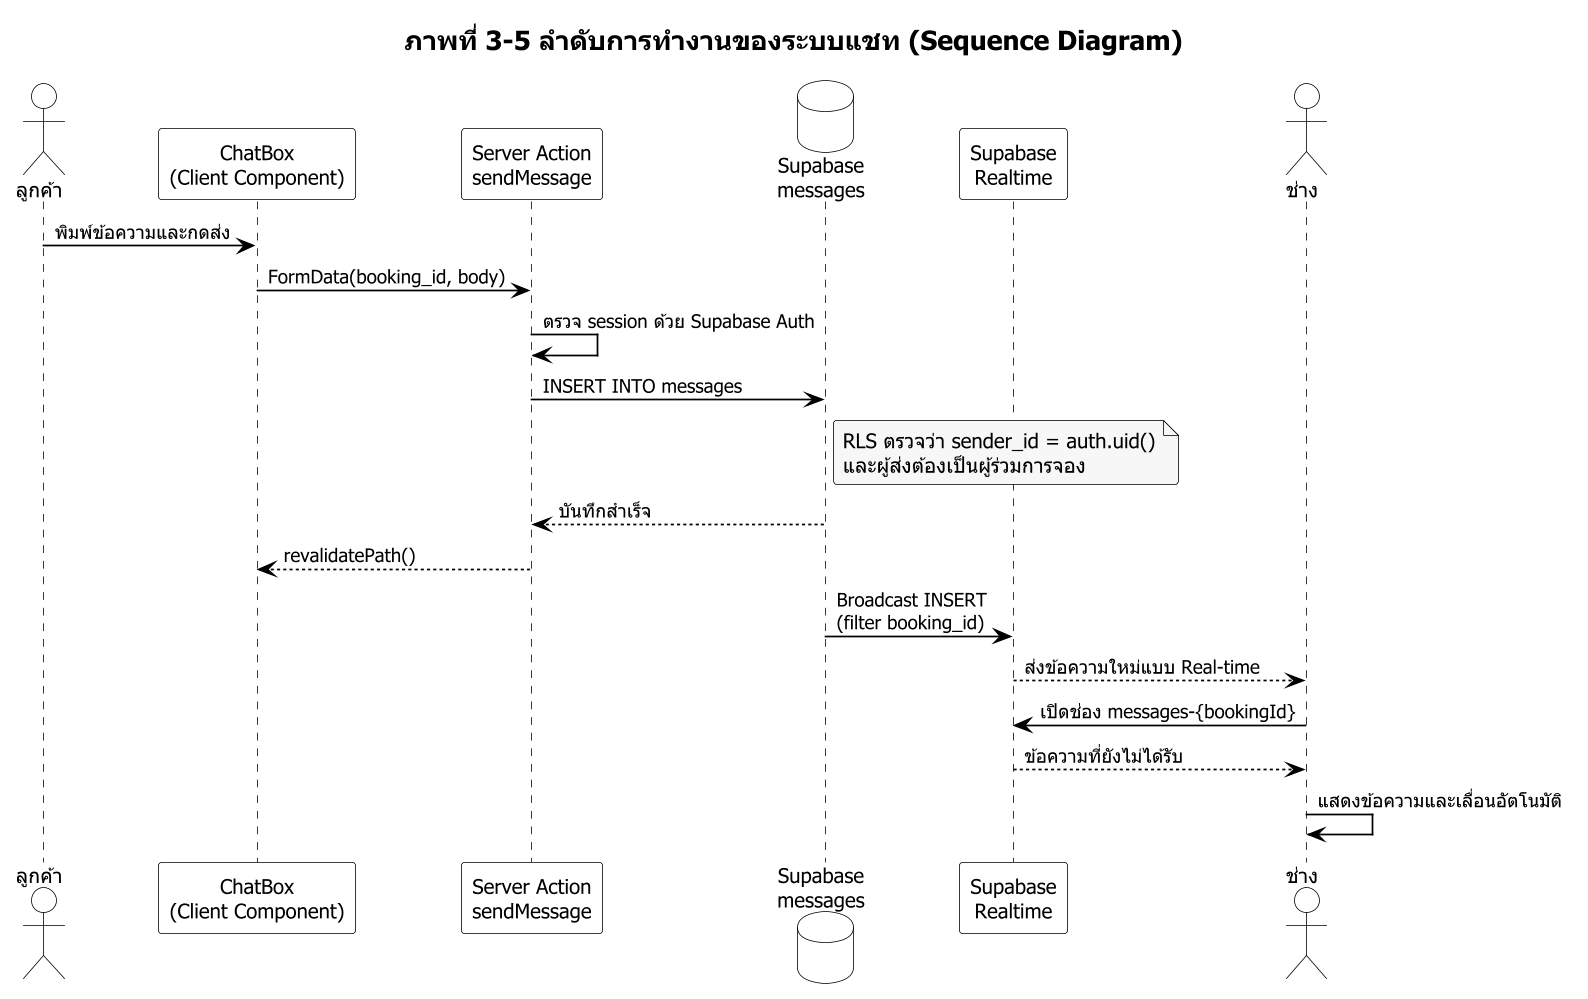 ภาพที่ 3-5 ลำดับการทำงานของระบบแชท (Sequence Diagram)
ลูกค้า
ChatBox
(Client Component)
Server Action
sendMessage
Supabase
messages
Supabase
Realtime
ช่าง
พิมพ์ข้อความและกดส่ง
FormData(booking_id, body)
ตรวจ session ด้วย Supabase Auth
INSERT INTO messages
RLS ตรวจว่า sender_id = auth.uid()
และผู้ส่งต้องเป็นผู้ร่วมการจอง
บันทึกสำเร็จ
revalidatePath()
Broadcast INSERT
(filter booking_id)
ส่งข้อความใหม่แบบ Real-time
เปิดช่อง messages-{bookingId}
ข้อความที่ยังไม่ได้รับ
แสดงข้อความและเลื่อนอัตโนมัติ
ลูกค้า
ChatBox
(Client Component)
Server Action
sendMessage
Supabase
messages
Supabase
Realtime
ช่าง